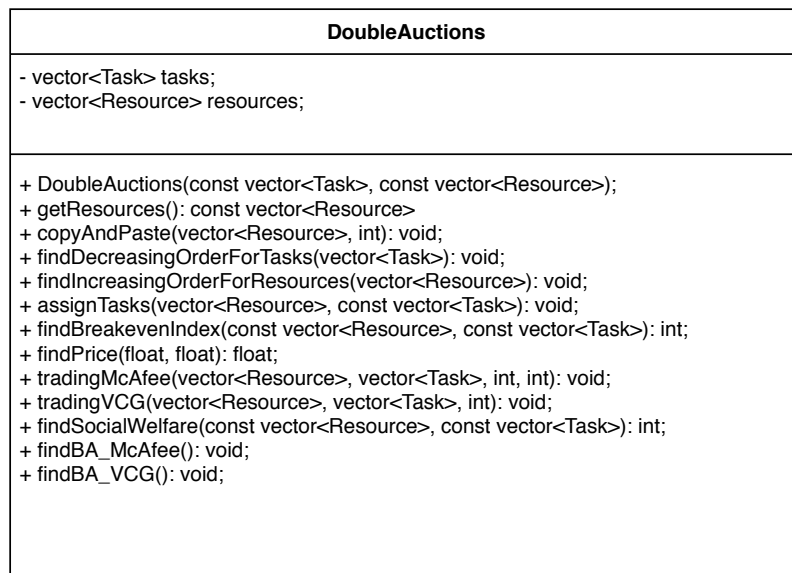 DoubleAuctions
- vector<Task> tasks;
- vector<Resource> resources;
+ DoubleAuctions(const vector<Task>, const vector<Resource>);
+ getResources(): const vector<Resource>
+ copyAndPaste(vector<Resource>, int): void;
+ findDecreasingOrderForTasks(vector<Task>): void;
+ findIncreasingOrderForResources(vector<Resource>): void;
+ assignTasks(vector<Resource>, const vector<Task>): void;
+ findBreakevenIndex(const vector<Resource>, const vector<Task>): int;
+ findPrice(float, float): float;
+ tradingMcAfee(vector<Resource>, vector<Task>, int, int): void;
+ tradingVCG(vector<Resource>, vector<Task>, int): void;
+ findSocialWelfare(const vector<Resource>, const vector<Task>): int;
+ findBA_McAfee(): void;
+ findBA_VCG(): void;